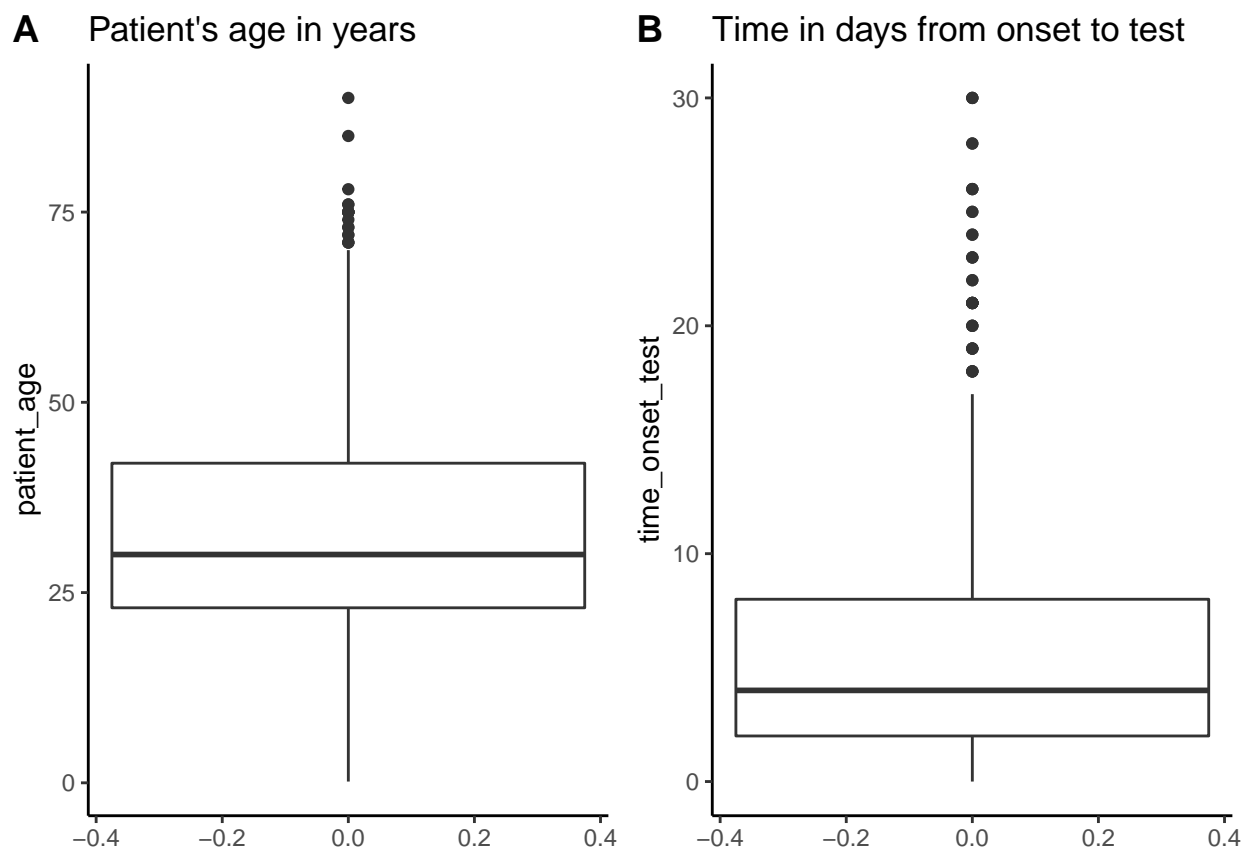 A Patient's age in years
patient_age
75
50
25
0
−0.4 −0.2 0.0 0.2 0.4
B Time in days from onset to test
time_onset_test
30
20
10
0
−0.4 −0.2 0.0 0.2 0.4